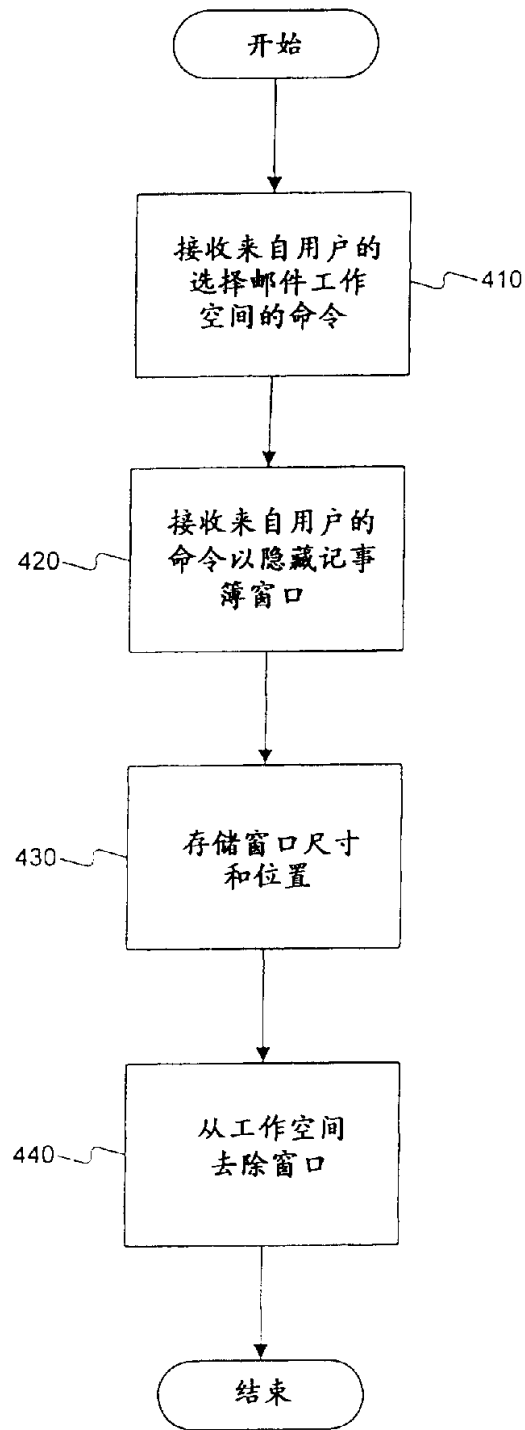 开始
接收来自用户的
选择邮件工作
空间的命令
410
接收来自用户的
命令以隐藏记事
簿窗口
420
存储窗口尺寸
和位置
430
从工作空间
去除窗口
440
结束